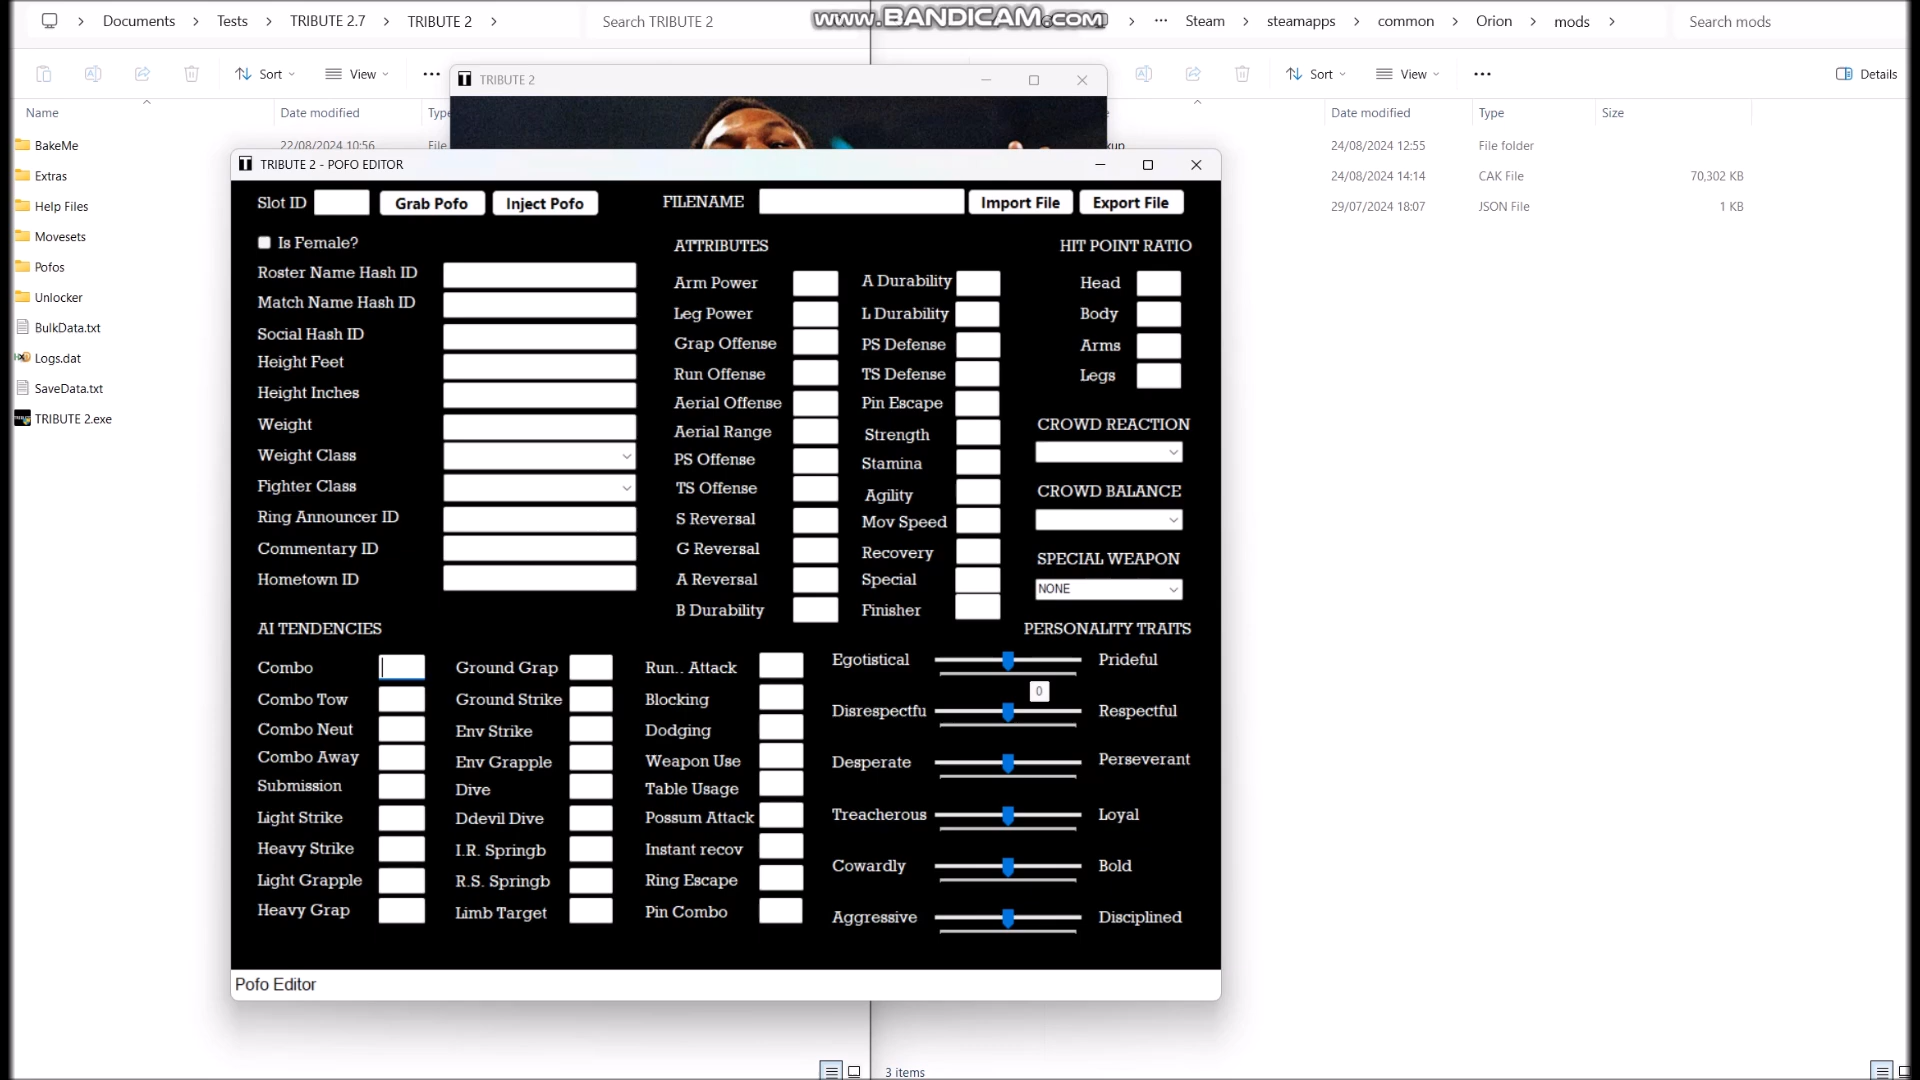 Documents > Tests > TRIBUTE 2.7 > TRIBUTE 2 >
Search TRIBUTE 2
www.BANDICAM.com
Steam > steamapps > common > Orion > mods >
Search mods
Sort
View
Sort
View
Details
Name
Date modified
Type
Date modified
Type
Size
TRIBUTE 2
BakeMe
22/08/2024 10:56
File
24/08/2024 12:55
File folder
Extras
24/08/2024 14:14
CAK File
70,302 KB
Help Files
29/07/2024 18:07
JSON File
1 KB
Movesets
Pofos
Unlocker
BulkData.txt
Logs.dat
SaveData.txt
TRIBUTE 2.exe
TRIBUTE 2 - POFO EDITOR
Slot ID
Grab Pofo
Inject Pofo
FILENAME
Import File
Export File
Is Female?
Roster Name Hash ID
Match Name Hash ID
Social Hash ID
Height Feet
Height Inches
Weight
Weight Class
Fighter Class
Ring Announcer ID
Commentary ID
Hometown ID
ATTRIBUTES
Arm Power
Leg Power
Grap Offense
Run Offense
Aerial Offense
Aerial Range
PS Offense
TS Offense
S Reversal
G Reversal
A Reversal
B Durability
A Durability
L Durability
PS Defense
TS Defense
Pin Escape
Strength
Stamina
Agility
Mov Speed
Recovery
Special
Finisher
HIT POINT RATIO
Head
Body
Arms
Legs
CROWD REACTION
CROWD BALANCE
SPECIAL WEAPON
NONE
AI TENDENCIES
Combo
Combo Tow
Combo Neut
Combo Away
Submission
Light Strike
Heavy Strike
Light Grapple
Heavy Grap
Ground Grap
Ground Strike
Env Strike
Env Grapple
Dive
Ddevil Dive
I.R. Springb
R.S. Springb
Limb Target
Run.. Attack
Blocking
Dodging
Weapon Use
Table Usage
Possum Attack
Instant recov
Ring Escape
Pin Combo
PERSONALITY TRAITS
Egotistical
Prideful
0
Disrespectfu
Respectful
Desperate
Perseverant
Treacherous
Loyal
Cowardly
Bold
Aggressive
Disciplined
Pofo Editor
3 items